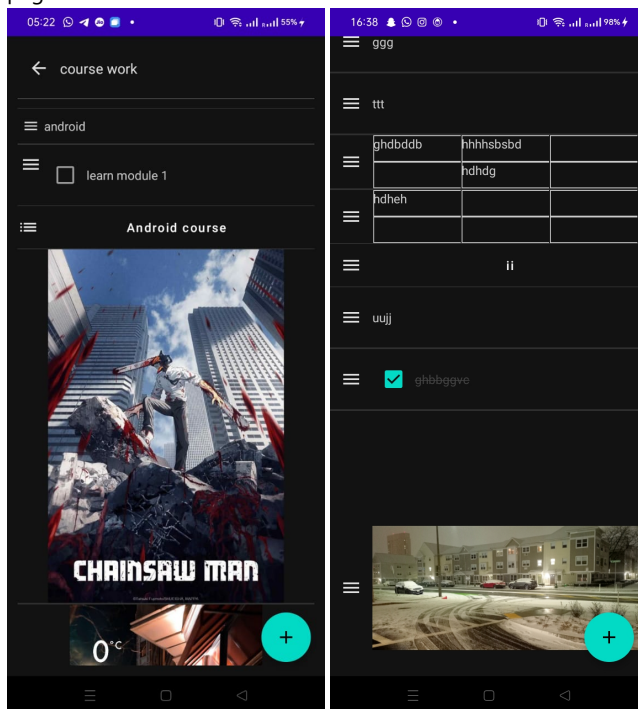 05:22
55%
course work
android
learn module 1
Android course
CHAINSAW MAN
0°C
16:38
98%
ggg
ttt
ghdbddb hhhhsbsbd
hdhdg
hdheh
ii
uujj
ghbbggvc